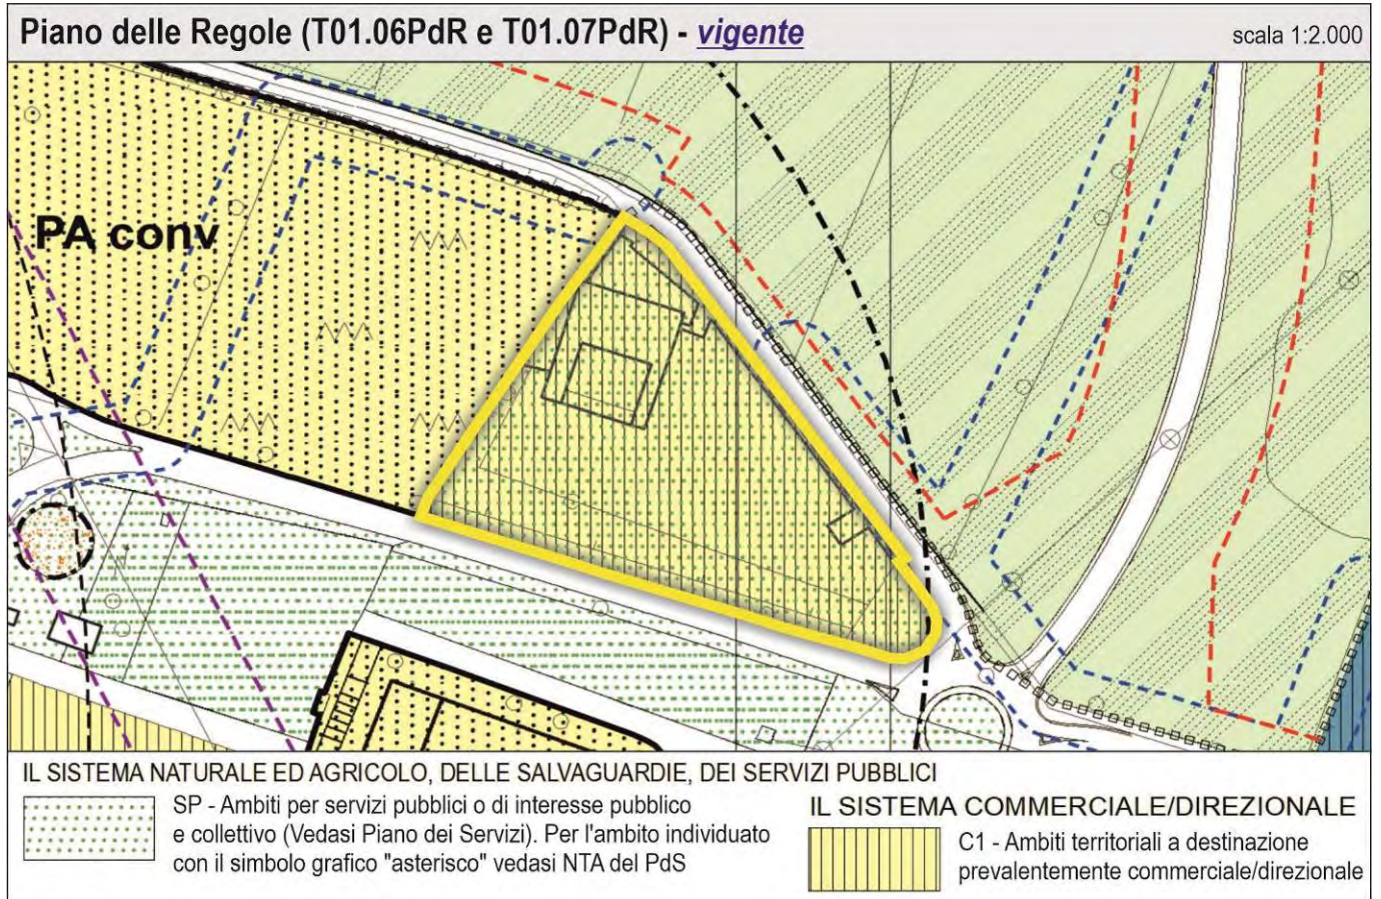 Piano delle Regole (T01.06PdR e T01.07PdR) - vigente
scala 1:2.000
PA conv
IL SISTEMA NATURALE ED AGRICOLO, DELLE SALVAGUARDIE, DEI SERVIZI PUBBLICI
SP - Ambiti per servizi pubblici o di interesse pubblico
e collettivo (Vedasi Piano dei Servizi). Per l'ambito individuato
con il simbolo grafico "asterisco" vedasi NTA del PdS
IL SISTEMA COMMERCIALE/DIREZIONALE
C1 - Ambiti territoriali a destinazione
prevalentemente commerciale/direzionale